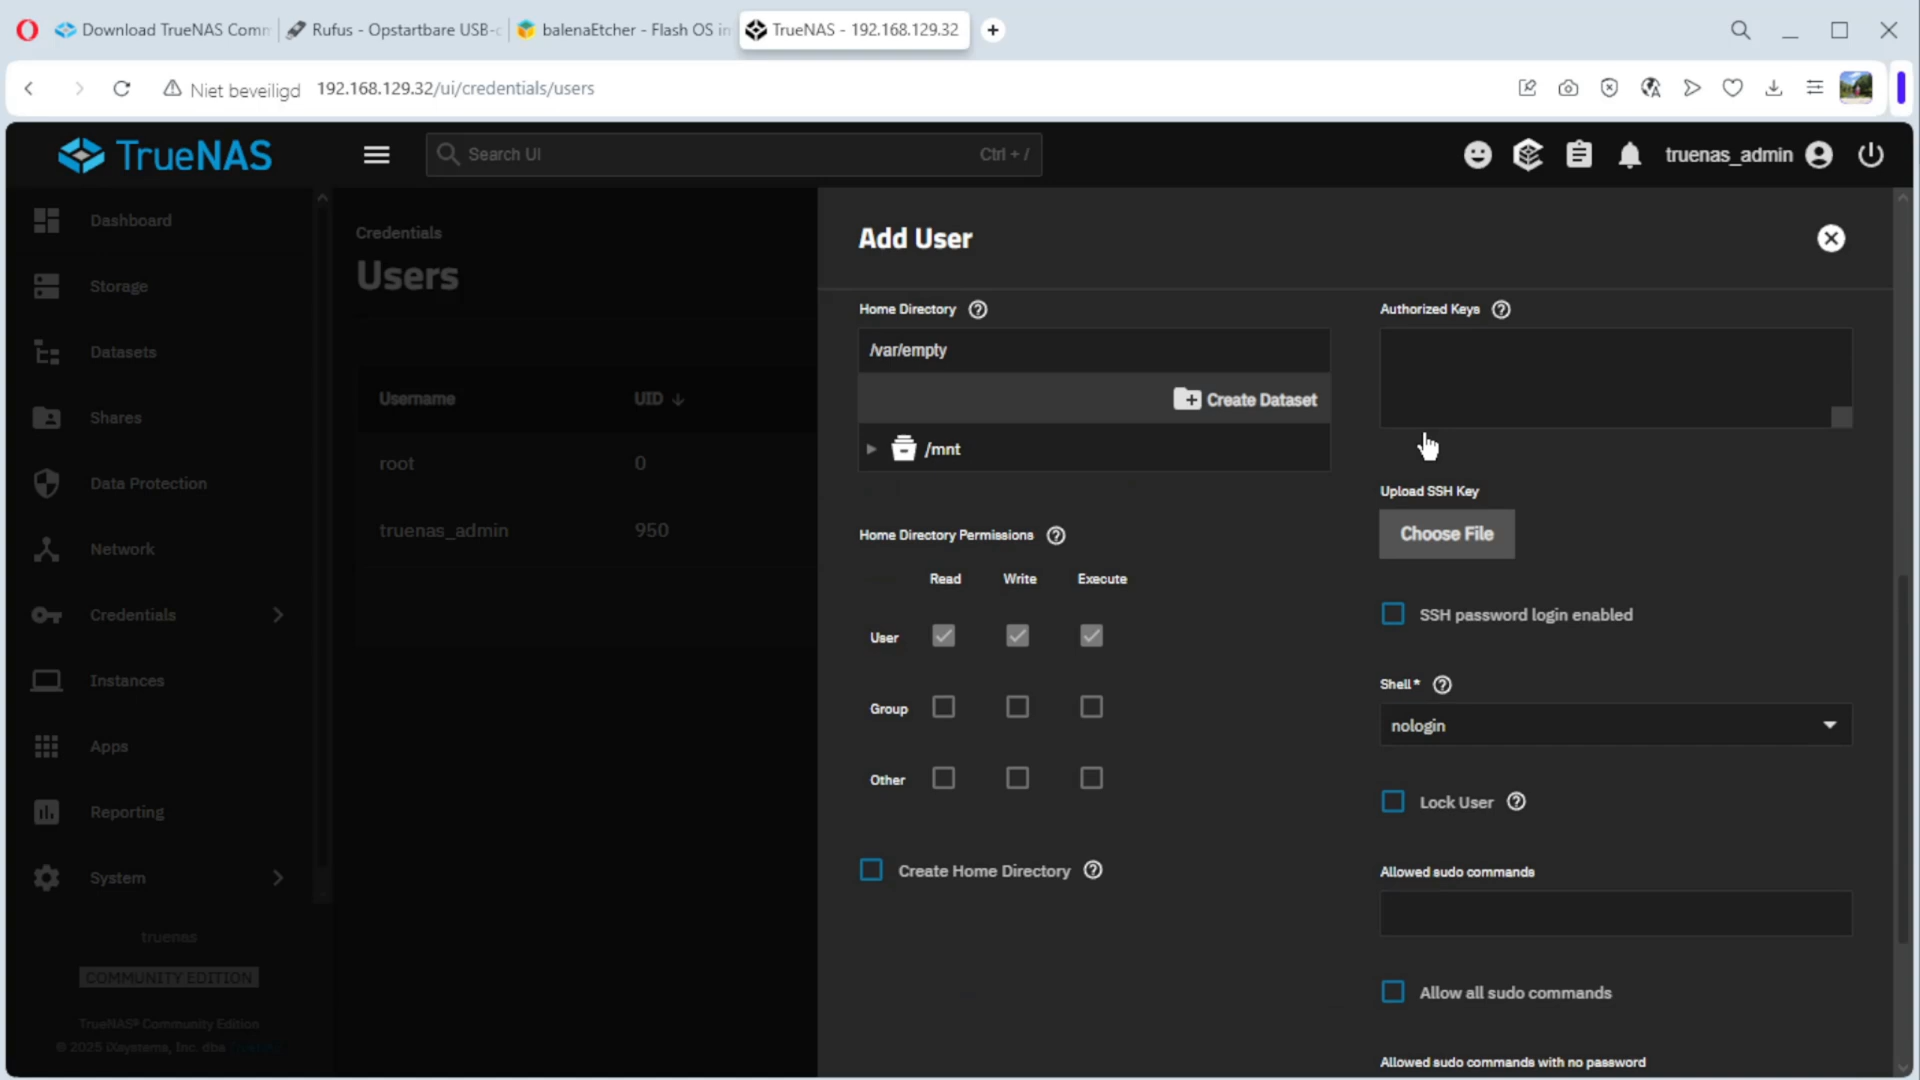 Download TrueNAS Comm
Rufus - Opstartbare USB-c
balenaEtcher - Flash OS in
TrueNAS - 192.168.129.32
Niet beveiligd
192.168.129.32/ui/credentials/users
TrueNAS
Search UI
Ctrl + /
truenas_admin
Dashboard
Storage
Datasets
Shares
Data Protection
Network
Credentials
Instances
Apps
Reporting
System
truenas
COMMUNITY EDITION
TrueNAS® Community Edition
© 2025 iXsystems, Inc. dba
Credentials
Users
Username
UID
root
0
truenas_admin
950
Add User
Home Directory
/var/empty
Create Dataset
/mnt
Home Directory Permissions
Read Write Execute
User
Group
Other
Create Home Directory
Authorized Keys
Upload SSH Key
Choose File
SSH password login enabled
Shell*
nologin
Lock User
Allowed sudo commands
Allow all sudo commands
Allowed sudo commands with no password